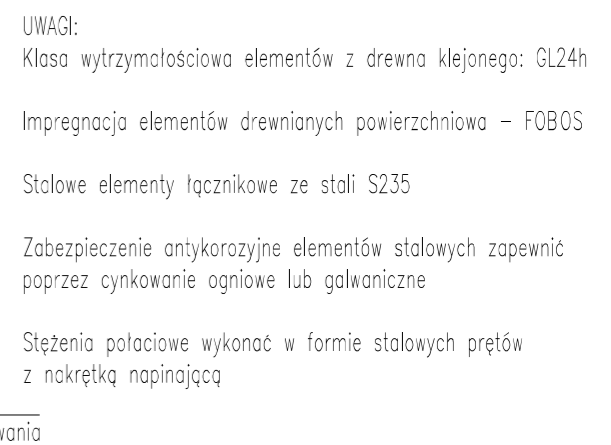 UWAGI:
Klasa wytrzymałościowa elementów z drewna klejonego: GL24h
Impregnacja elementów drewnianych powierzchniowa – FOBOS
Stalowe elementy łącznikowe ze stali S235
Zabezpieczenie antykorozyjne elementów stalowych zapewnić
poprzez cynkowanie ogniowe lub galwaniczne
Stężenia połaciowe wykonać w formie stalowych prętów
z nakrętką napinającą